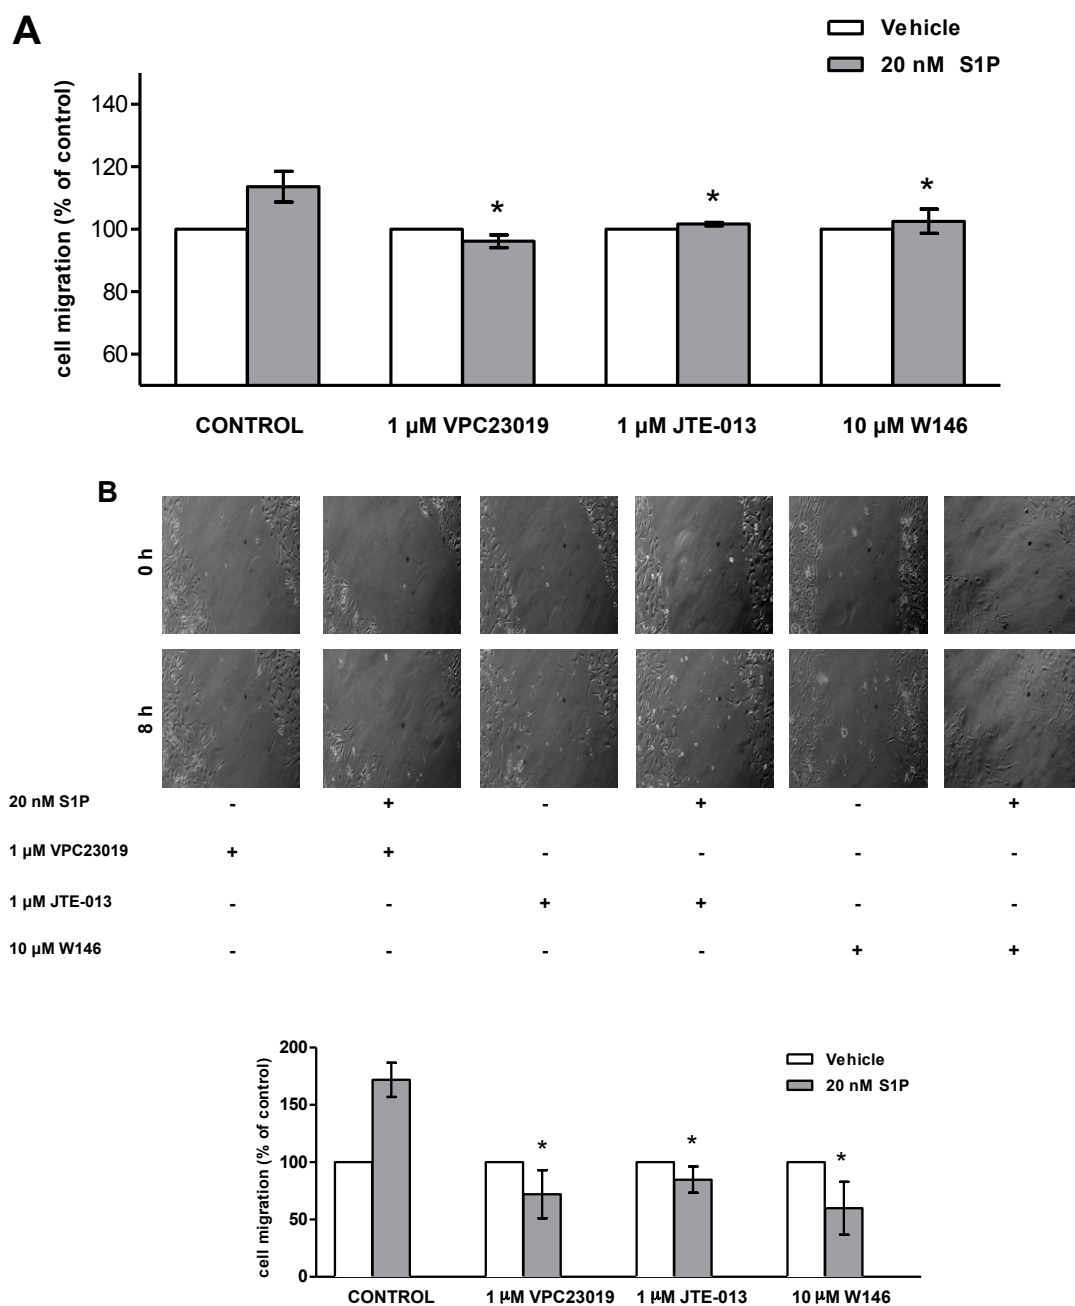 A
Vehicle
20 nM S1P
cell migration (% of control)
140
120
100
80
60
*
*
*
CONTROL
1 µM VPC23019
1 µM JTE-013
10 µM W146
B
0 h
8 h
20 nM S1P - + - + - +
1 µM VPC23019 + + - - - -
1 µM JTE-013 - - + + - -
10 µM W146 - - - - + +
Vehicle
20 nM S1P
cell migration (% of control)
200
150
100
50
0
*
*
*
CONTROL
1 µM VPC23019
1 µM JTE-013
10 µM W146